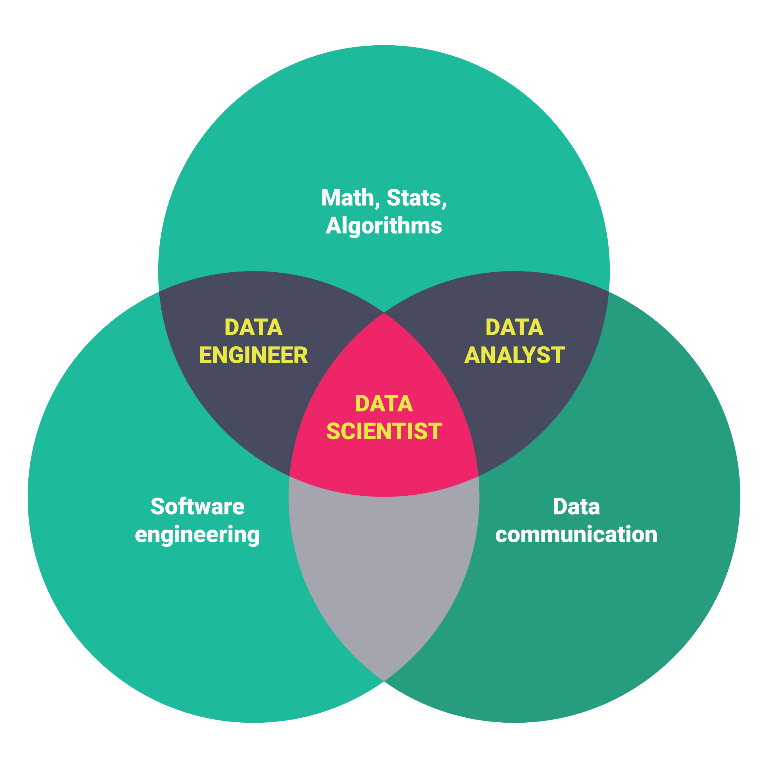 Math, Stats,
Algorithms
DATA
ENGINEER
DATA
ANALYST
DATA
SCIENTIST
Software
engineering
Data
communication